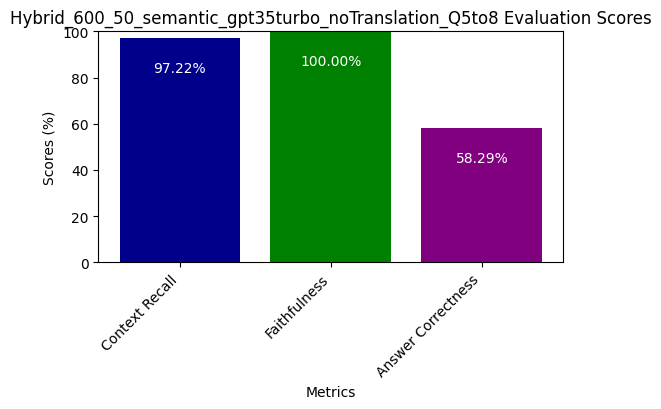 Hybrid_600_50_semantic_gpt35turbo_noTranslation_Q5to8 Evaluation Scores
100
80
60
40
20
0
Scores (%)
97.22%
100.00%
58.29%
Context Recall
Faithfulness
Answer Correctness
Metrics